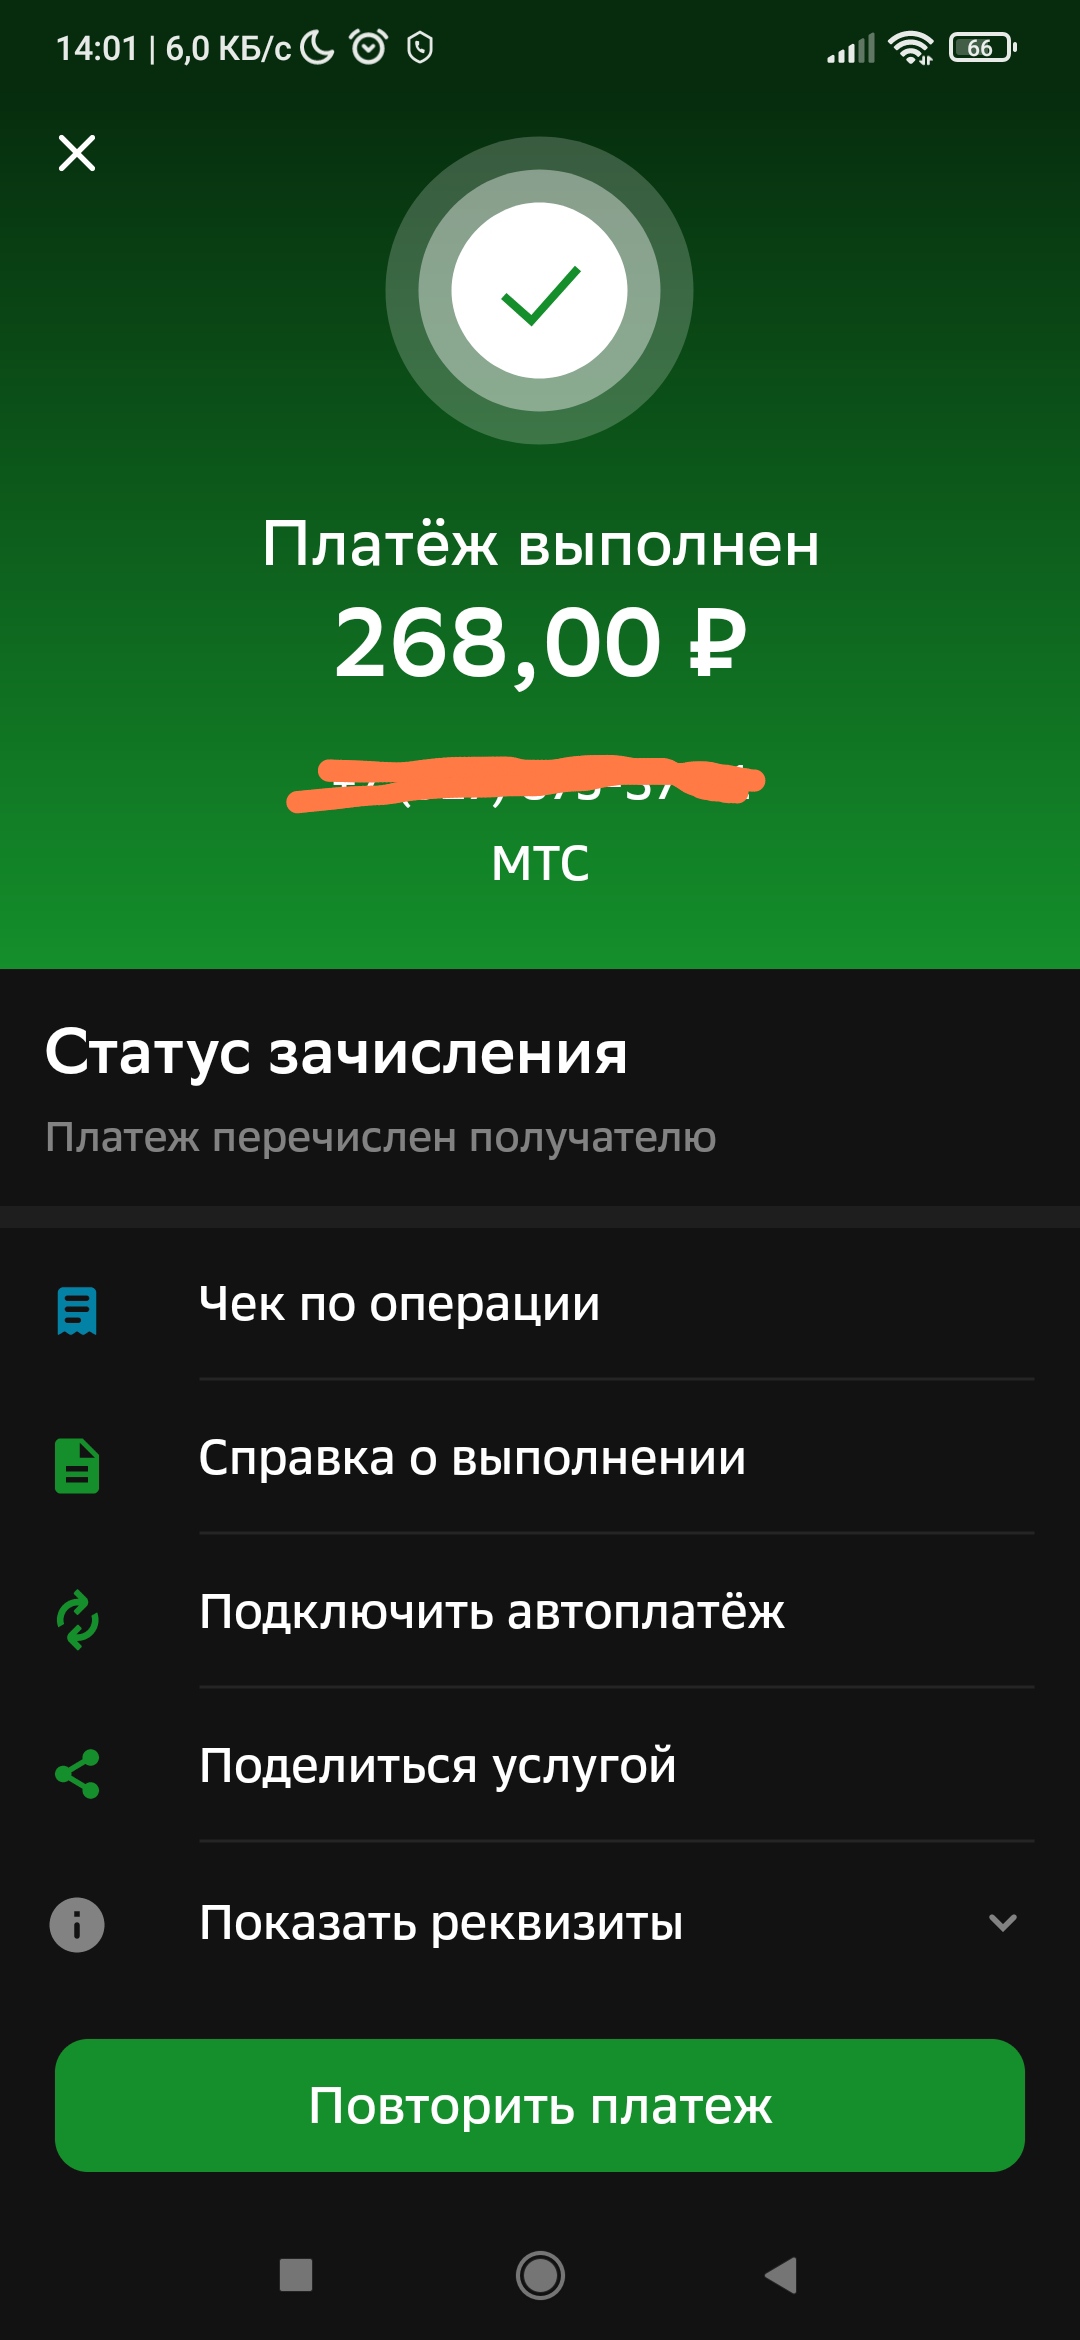 14:01 | 6,0 КБ/с
66
Платёж выполнен
268,00 ₽
МТС
Статус зачисления
Платеж перечислен получателю
Чек по операции
Справка о выполнении
Подключить автоплатёж
Поделиться услугой
Показать реквизиты
Повторить платеж